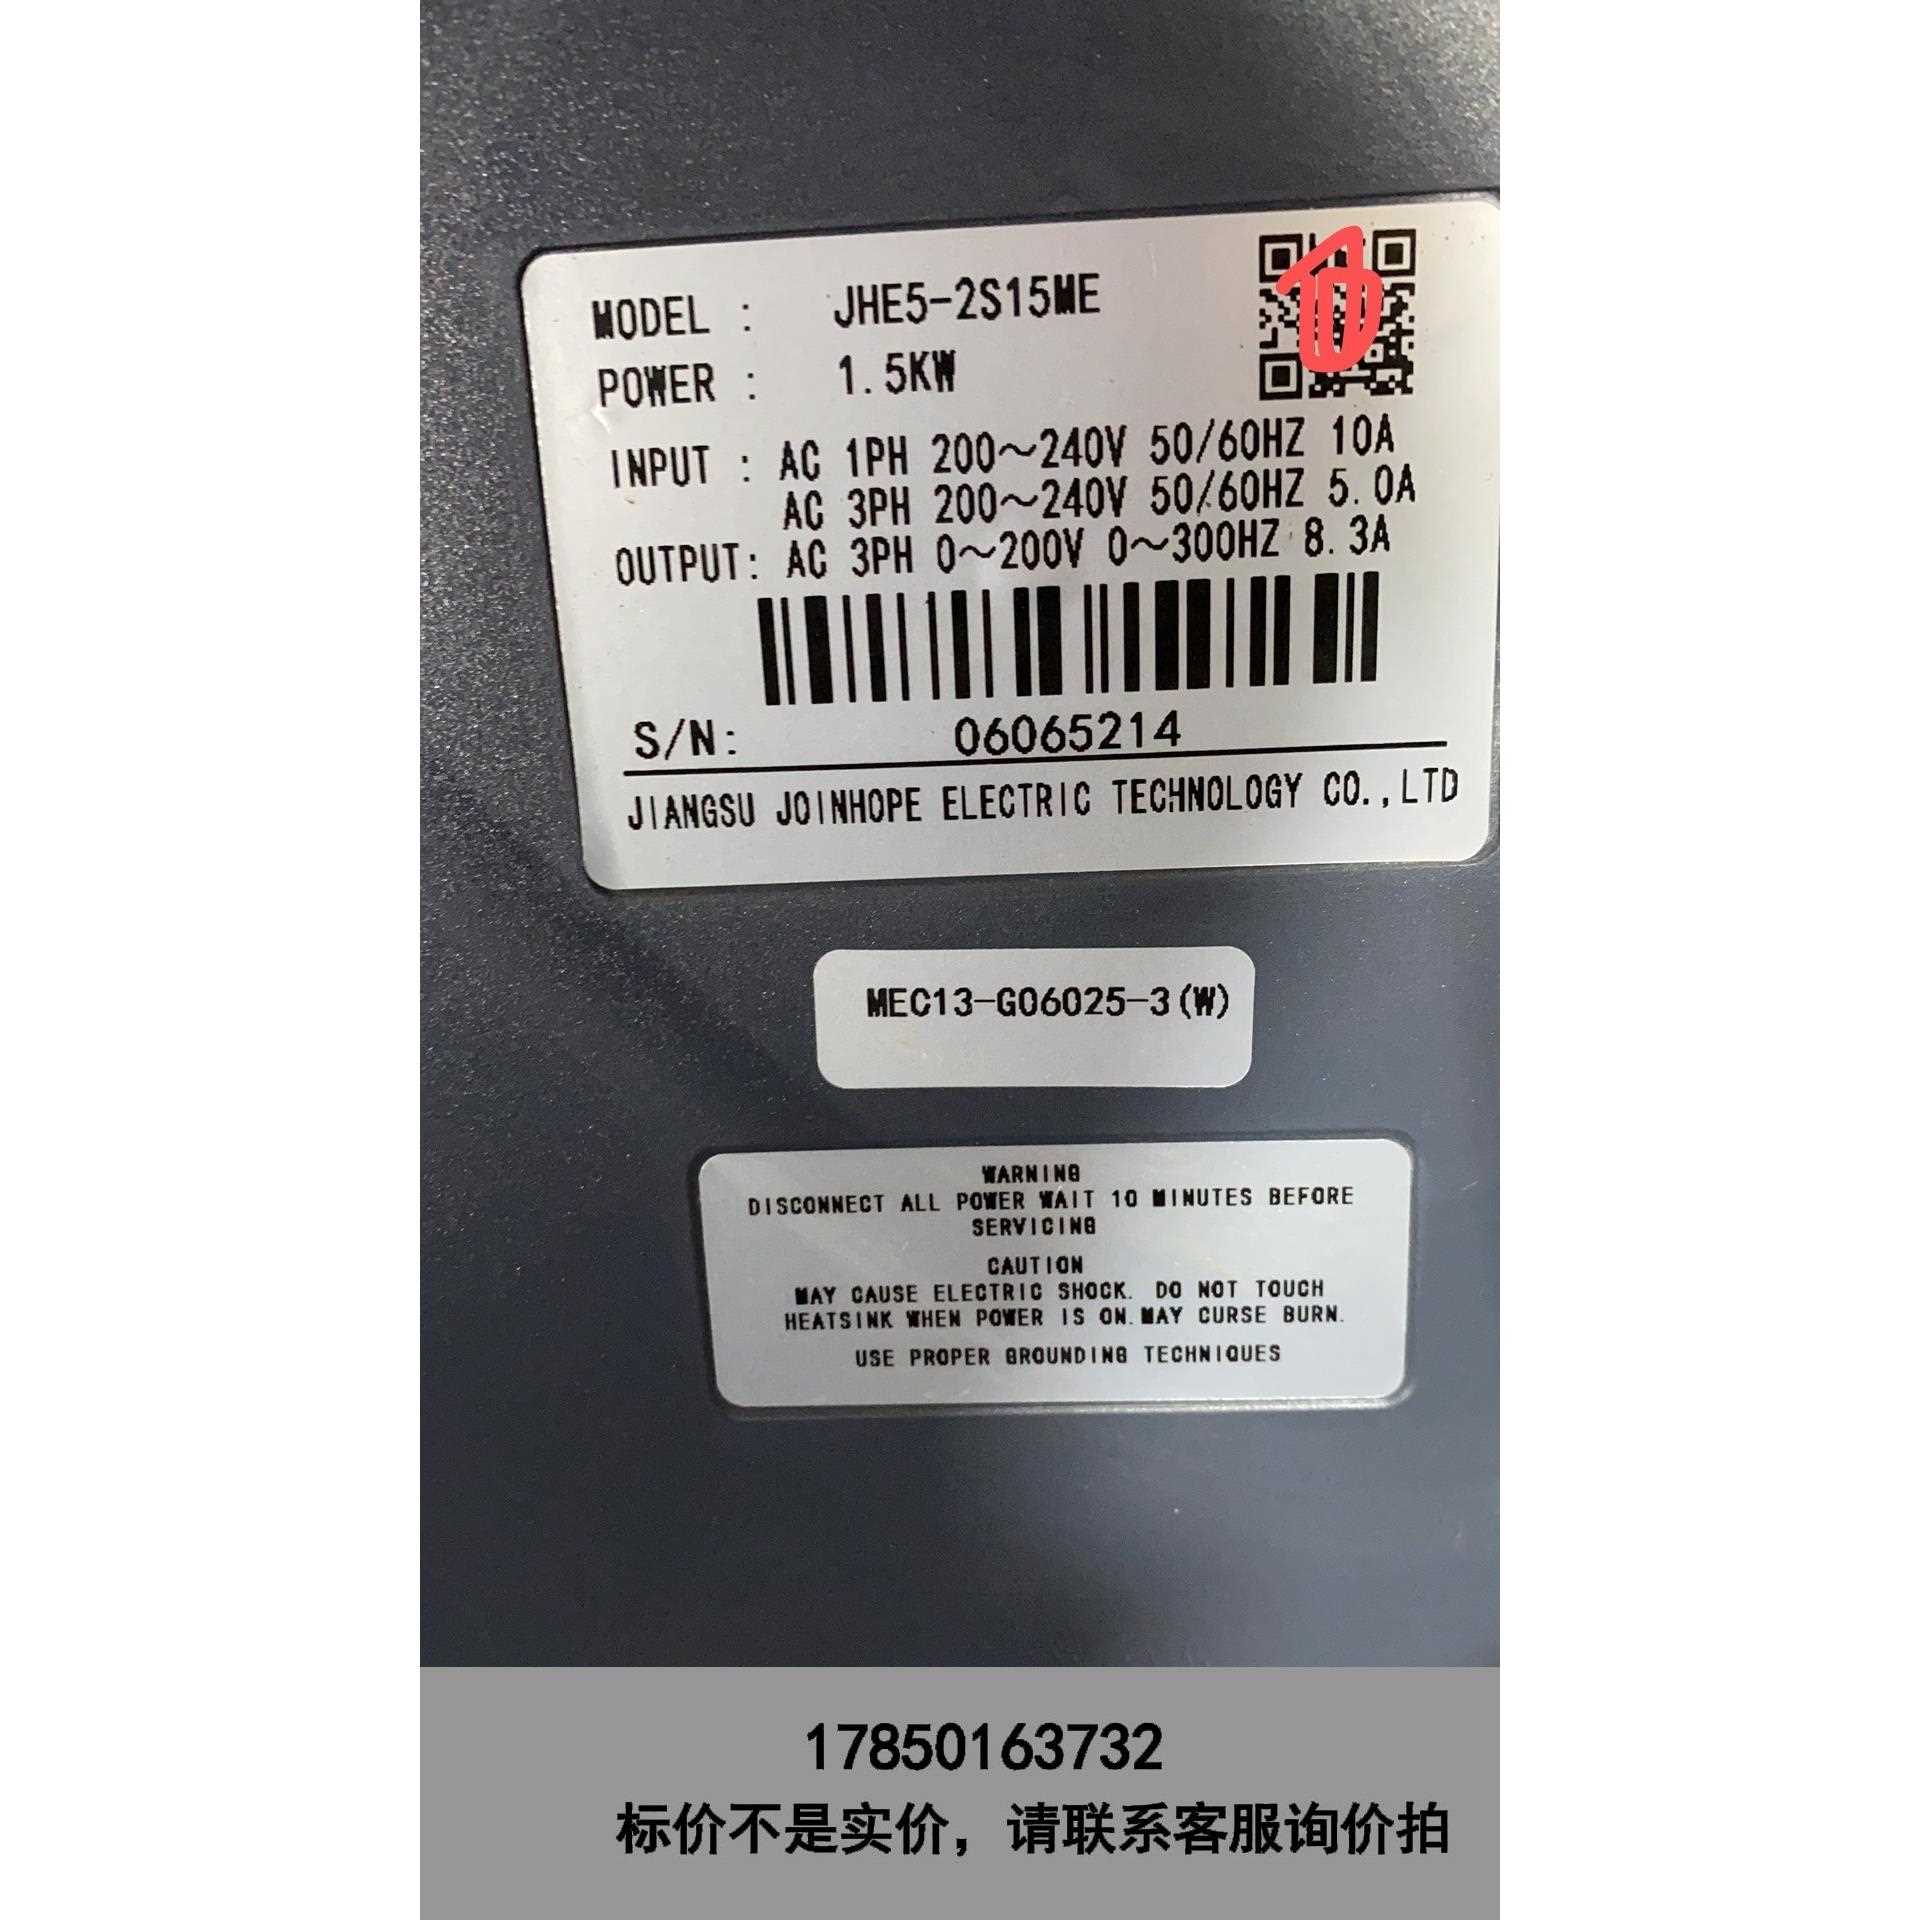 MODEL : JHE5-2S15ME
POWER : 1.5KW
INPUT : AC 1PH 200～240V 50/60HZ 10A
AC 3PH 200～240V 50/60HZ 5.0A
OUTPUT: AC 3PH 0～200V 0～300HZ 8.3A
S/N: 06065214
JIANGSU JOINHOPE ELECTRIC TECHNOLOGY CO.,LTD
MEC13-G06025-3(W)
WARNING
DISCONNECT ALL POWER WAIT 10 MINUTES BEFORE
SERVICING
CAUTION
MAY CAUSE ELECTRIC SHOCK. DO NOT TOUCH
HEATSINK WHEN POWER IS ON.MAY CURSE BURN.
USE PROPER GROUNDING TECHNIQUES
17850163732
标价不是实价，请联系客服询价拍